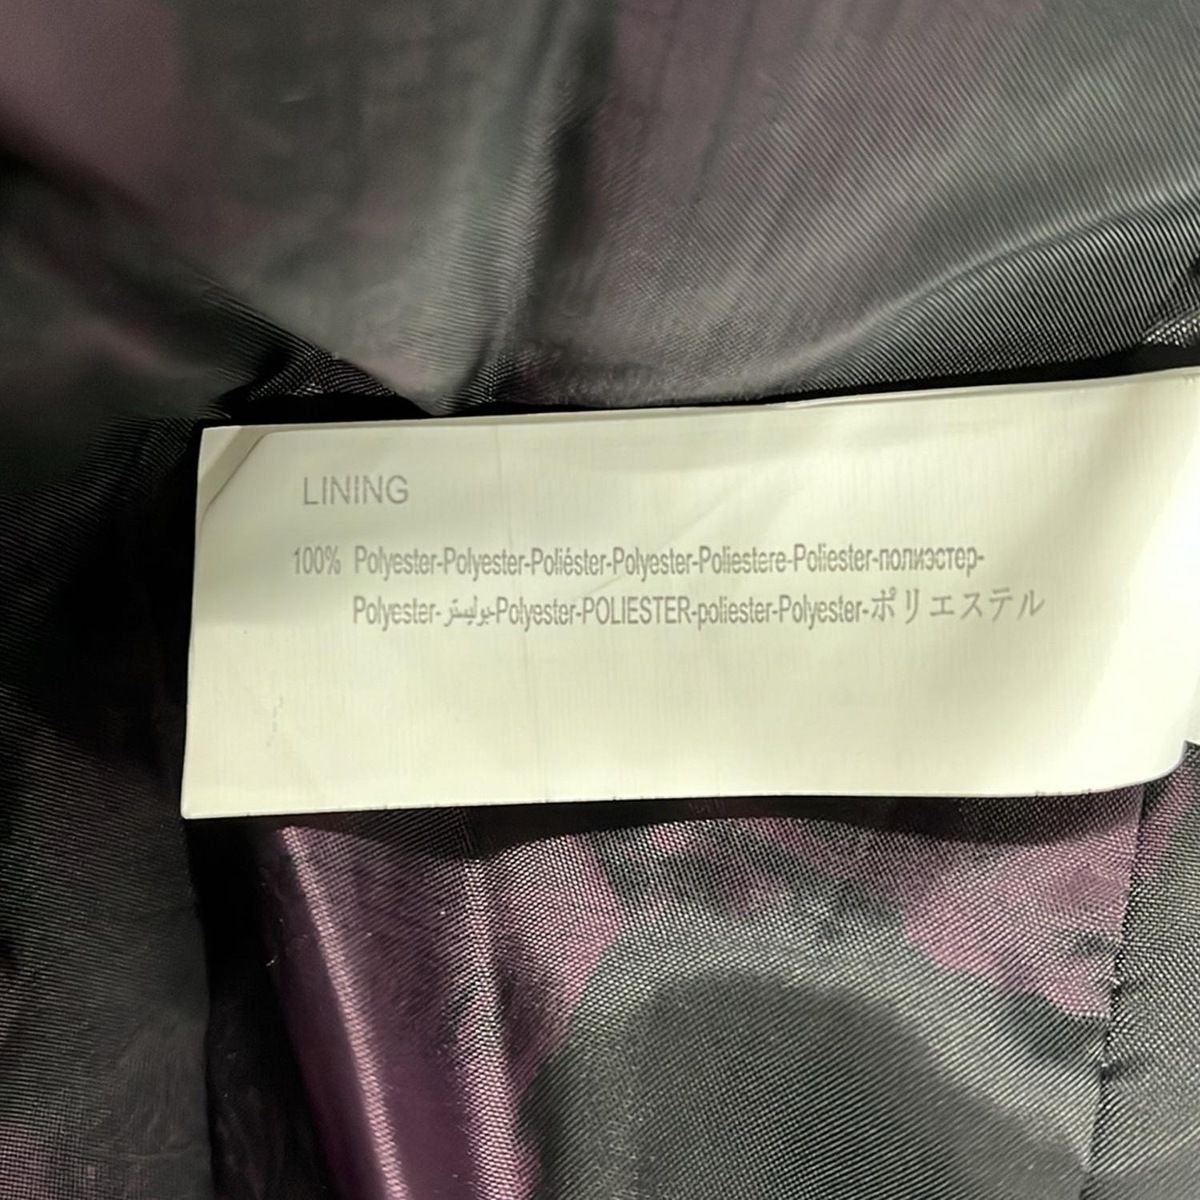 LINING
100% Polyester-Polyester-Poliéster-Polyester-Poliestere-Poliester-полиэстер-
Polyester-بوليستر-Polyester-POLIESTER-poliester-Polyester-ポリエステル